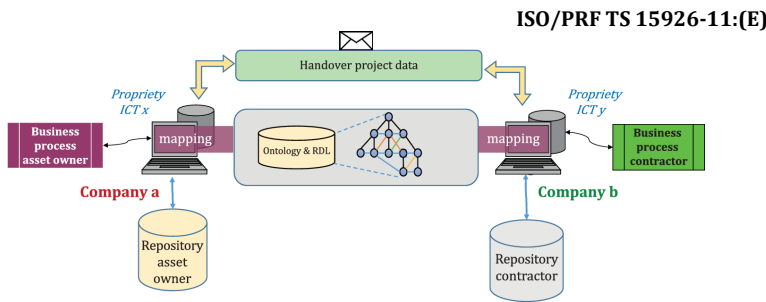 ISO/PRF TS 15926-11:(E)
Handover project data
Propriety
ICT x
Propriety
ICT y
Business
process
asset owner
mapping
Ontology & RDL
mapping
Business
process
contractor
Company a
Company b
Repository
asset
owner
Repository
contractor